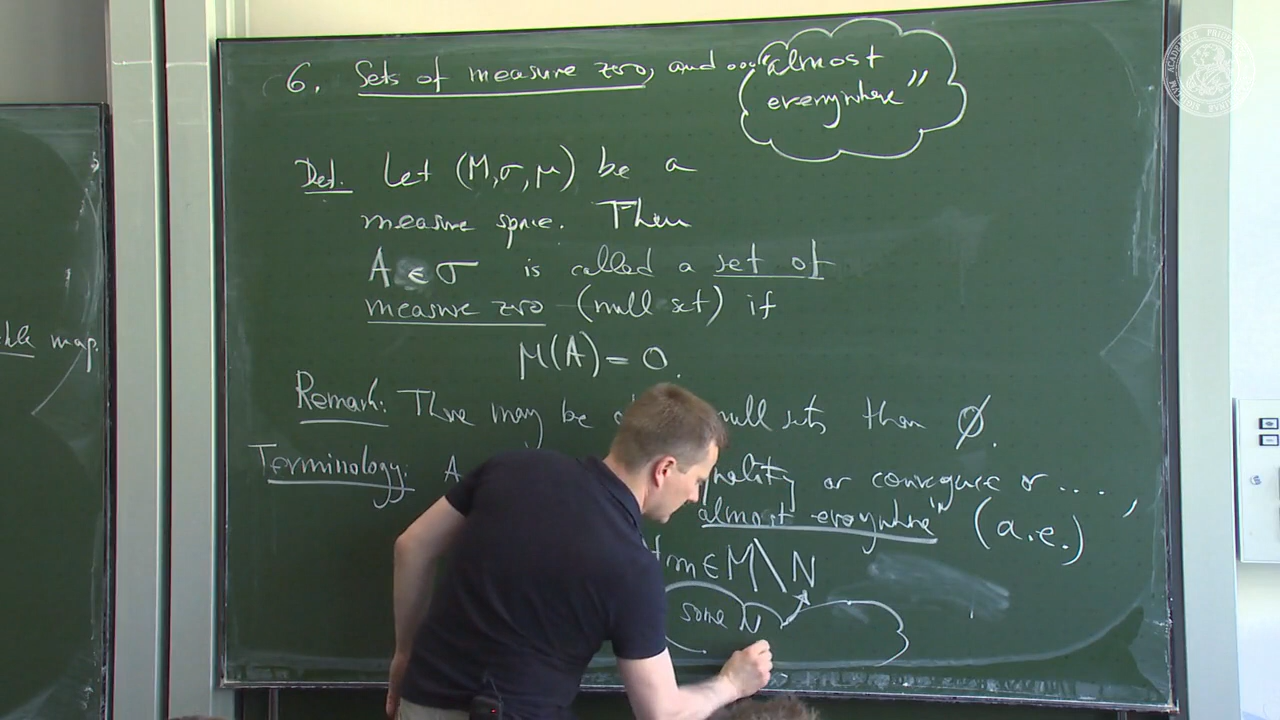 6. Sets of measure zero, and ... "almost
everywhere"
Def. Let (M,σ,μ) be a
measure space. Then
A ∈ σ is called a set of
measure zero (null set) if
μ(A) = 0.
Remark: There may be null sets than ∅.
Terminology: A or convergence or ....,
almost everywhere" (a.e.)
∀m∈M\N
some N
map.